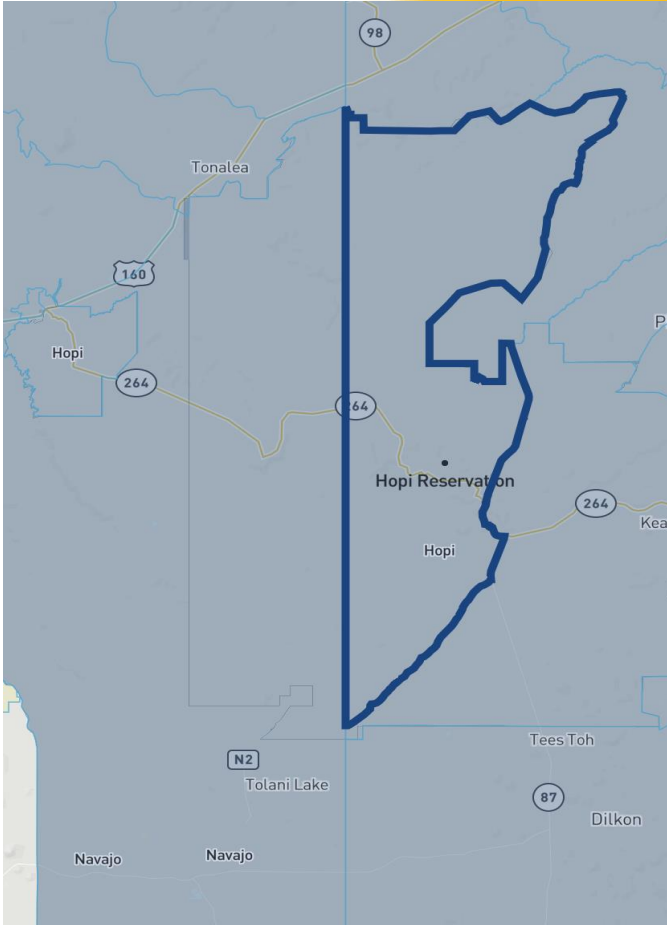 98
Tonalea
160
P
Hopi
264
264
Hopi Reservation
264
Kea
Hopi
Tees Toh
N2
Tolani Lake
87
Dilkon
Navajo
Navajo